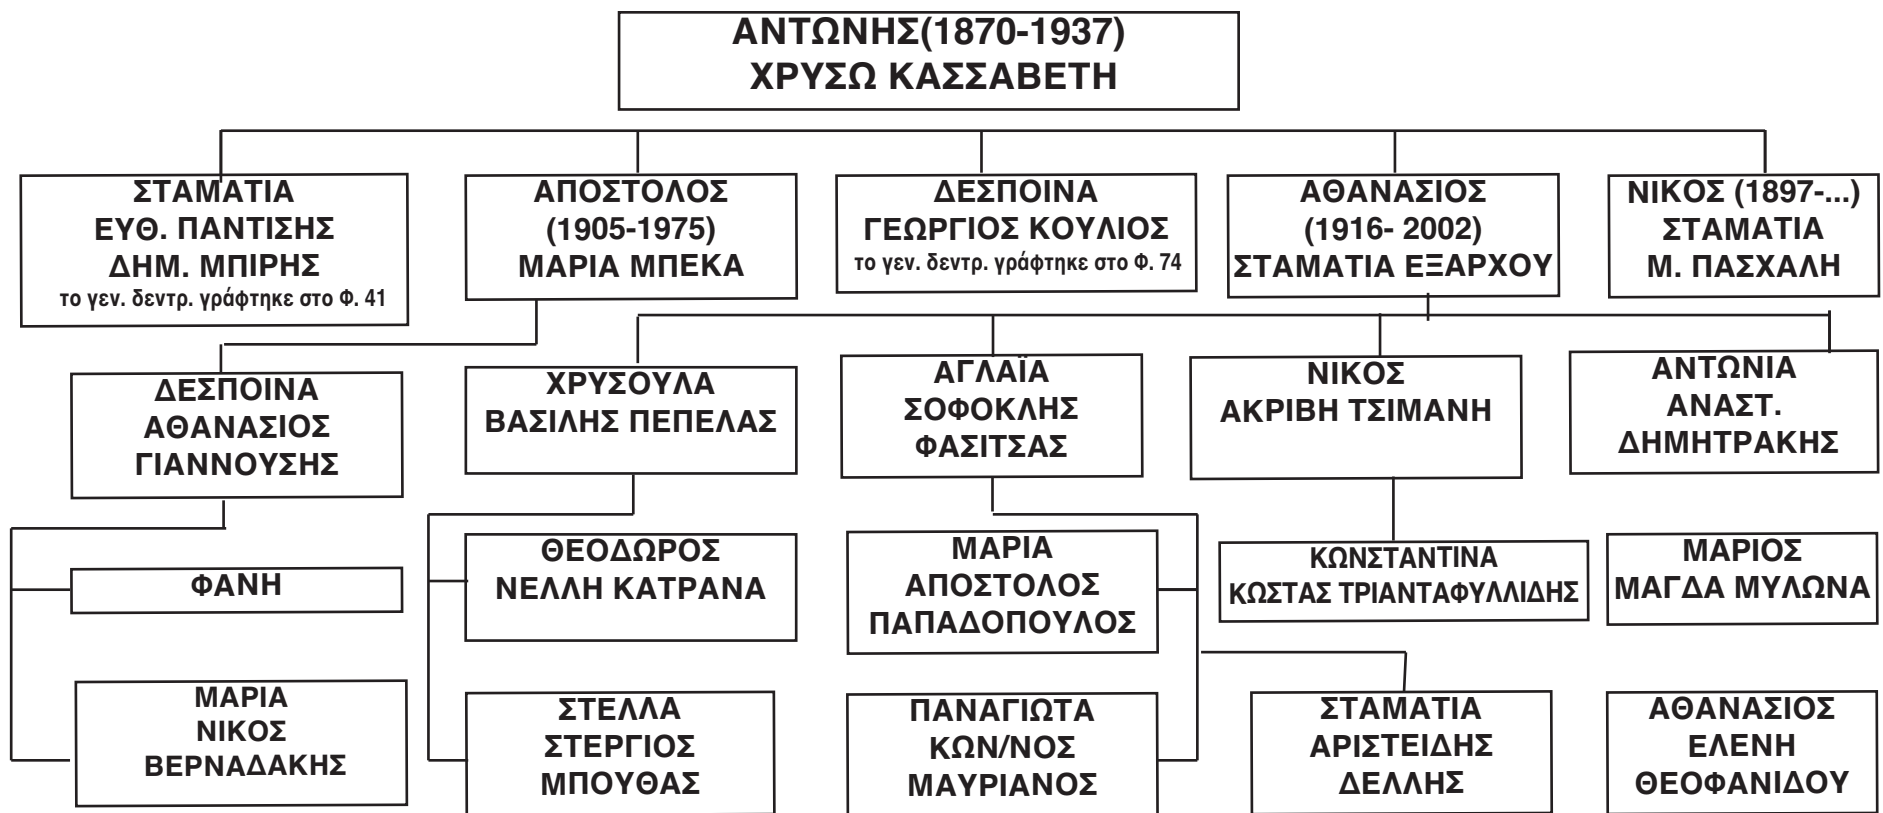 ΑΝΤΩΝΗΣ(1870-1937)
ΧΡΥΣΩ ΚΑΣΣΑΒΕΤΗ
ΣΤΑΜΑΤΙΑ
ΕΥΘ. ΠΑΝΤΙΣΗΣ
ΔΗΜ. ΜΠΙΡΗΣ
το γεν. δεντρ. γράφτηκε στο Φ. 41
ΑΠΟΣΤΟΛΟΣ
(1905-1975)
ΜΑΡΙΑ ΜΠΕΚΑ
ΔΕΣΠΟΙΝΑ
ΓΕΩΡΓΙΟΣ ΚΟΥΛΙΟΣ
το γεν. δεντρ. γράφτηκε στο Φ. 74
ΑΘΑΝΑΣΙΟΣ
(1916- 2002)
ΣΤΑΜΑΤΙΑ ΕΞΑΡΧΟΥ
ΝΙΚΟΣ (1897-...)
ΣΤΑΜΑΤΙΑ
Μ. ΠΑΣΧΑΛΗ
ΔΕΣΠΟΙΝΑ
ΑΘΑΝΑΣΙΟΣ
ΓΙΑΝΝΟΥΣΗΣ
ΧΡΥΣΟΥΛΑ
ΒΑΣΙΛΗΣ ΠΕΠΕΛΑΣ
ΑΓΛΑΪΑ
ΣΟΦΟΚΛΗΣ
ΦΑΣΙΤΣΑΣ
ΝΙΚΟΣ
ΑΚΡΙΒΗ ΤΣΙΜΑΝΗ
ΑΝΤΩΝΙΑ
ΑΝΑΣΤ.
ΔΗΜΗΤΡΑΚΗΣ
ΦΑΝΗ
ΘΕΟΔΩΡΟΣ
ΝΕΛΛΗ ΚΑΤΡΑΝΑ
ΜΑΡΙΑ
ΑΠΟΣΤΟΛΟΣ
ΠΑΠΑΔΟΠΟΥΛΟΣ
ΚΩΝΣΤΑΝΤΙΝΑ
ΚΩΣΤΑΣ ΤΡΙΑΝΤΑΦΥΛΛΙΔΗΣ
ΜΑΡΙΟΣ
ΜΑΓΔΑ ΜΥΛΩΝΑ
ΜΑΡΙΑ
ΝΙΚΟΣ
ΒΕΡΝΑΔΑΚΗΣ
ΣΤΕΛΛΑ
ΣΤΕΡΓΙΟΣ
ΜΠΟΥΘΑΣ
ΠΑΝΑΓΙΩΤΑ
ΚΩΝ/ΝΟΣ
ΜΑΥΡΙΑΝΟΣ
ΣΤΑΜΑΤΙΑ
ΑΡΙΣΤΕΙΔΗΣ
ΔΕΛΛΗΣ
ΑΘΑΝΑΣΙΟΣ
ΕΛΕΝΗ
ΘΕΟΦΑΝΙΔΟΥ